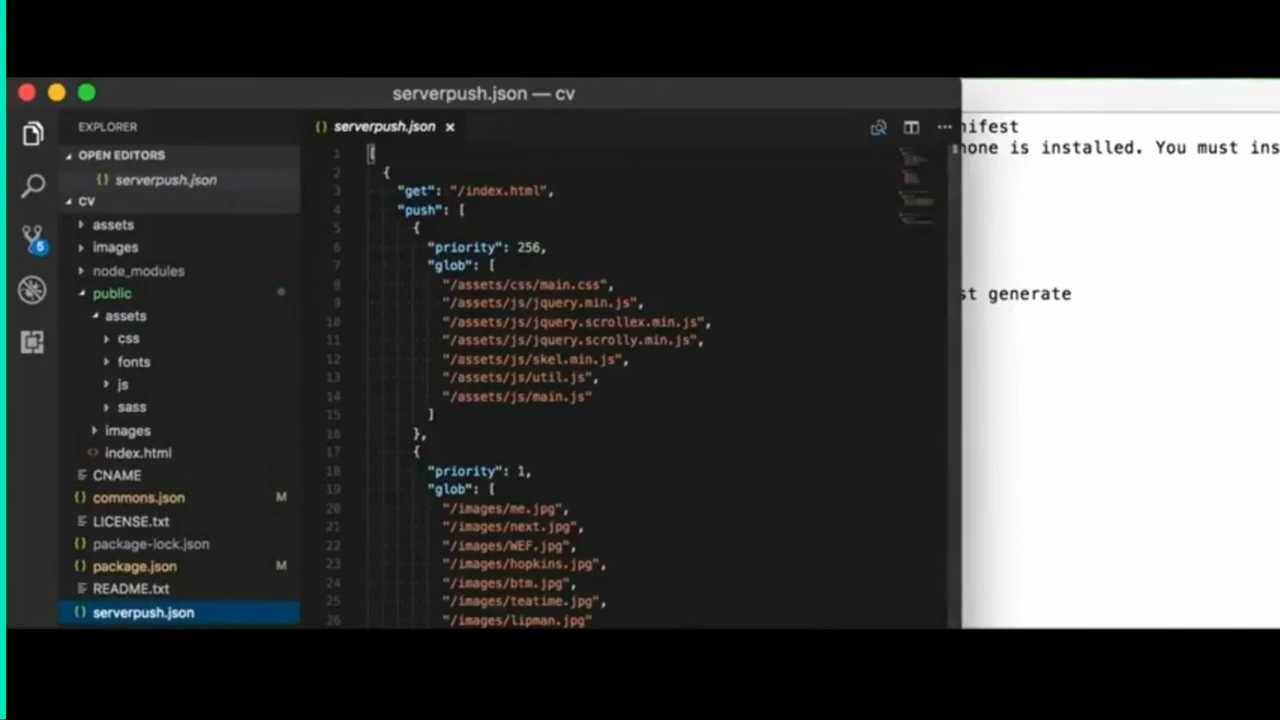 serverpush.json — cv
EXPLORER
OPEN EDITORS
{} serverpush.json
CV
assets
images
5
node_modules
public
assets
css
fonts
js
sass
images
<> index.html
CNAME
{} commons.json M
LICENSE.txt
{} package-lock.json
{} package.json M
README.txt
{} serverpush.json
{} serverpush.json ×
1 [
2 {
3 "get": "/index.html",
4 "push": [
5 {
6 "priority": 256,
7 "glob": [
8 "/assets/css/main.css",
9 "/assets/js/jquery.min.js",
10 "/assets/js/jquery.scrollex.min.js",
11 "/assets/js/jquery.scrolly.min.js",
12 "/assets/js/skel.min.js",
13 "/assets/js/util.js",
14 "/assets/js/main.js"
15 ]
16 },
17 {
18 "priority": 1,
19 "glob": [
20 "/images/me.jpg",
21 "/images/next.jpg",
22 "/images/WEF.jpg",
23 "/images/hopkins.jpg",
24 "/images/btm.jpg",
25 "/images/teatime.jpg",
26 "/images/lipman.jpg"
nifest
none is installed. You must ins
st generate